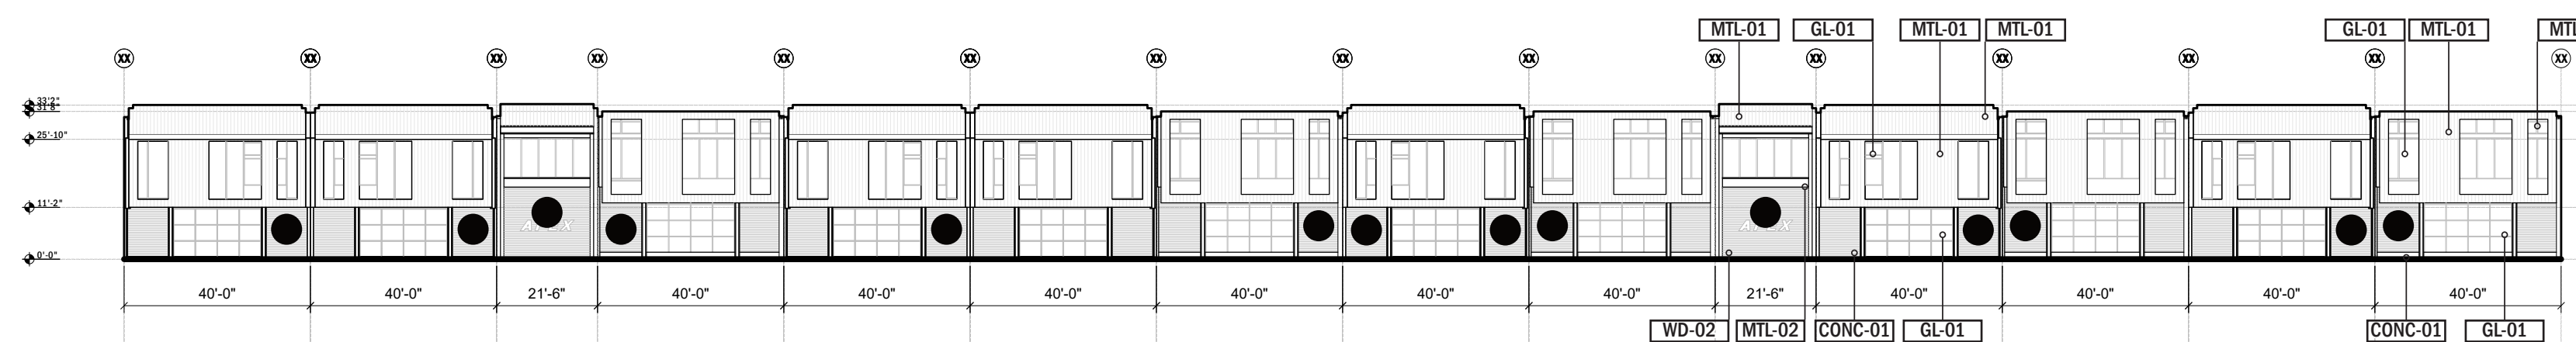 MTL-01 GL-01 MTL-01 MTL-01 GL-01 MTL-01 MTL
XX XX XX XX XX XX XX XX XX XX XX XX XX XX XX
33'2"
31'8"
25'-10"
11'-2"
0'-0"
40'-0" 40'-0" 21'-6" 40'-0" 40'-0" 40'-0" 40'-0" 40'-0" 40'-0" 21'-6" 40'-0" 40'-0" 40'-0" 40'-0"
WD-02 MTL-02 CONC-01 GL-01 CONC-01 GL-01